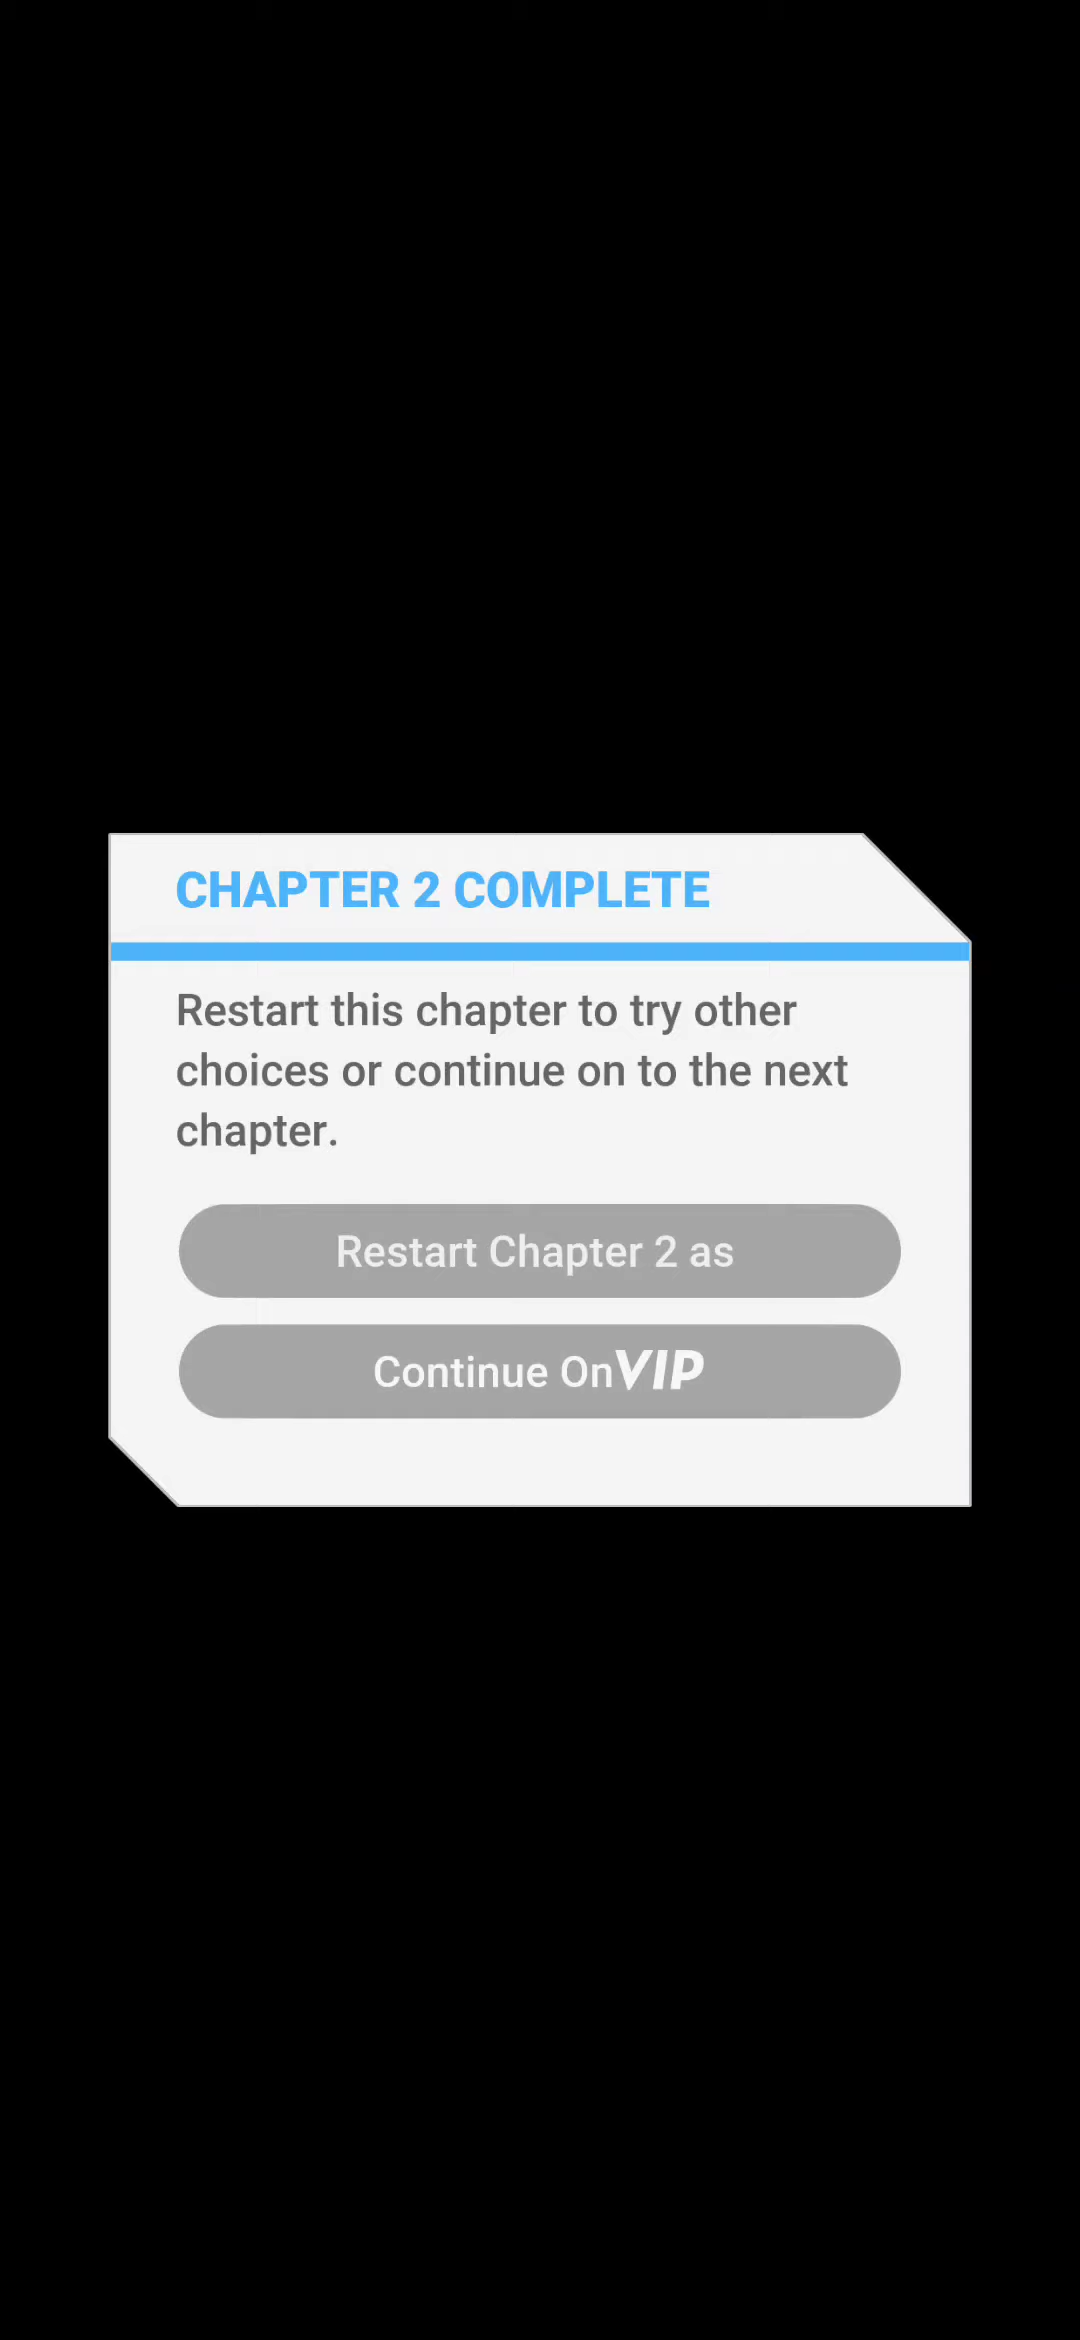 CHAPTER 2 COMPLETE
Restart this chapter to try other
choices or continue on to the next
chapter.
Restart Chapter 2 as
Continue OnVIP